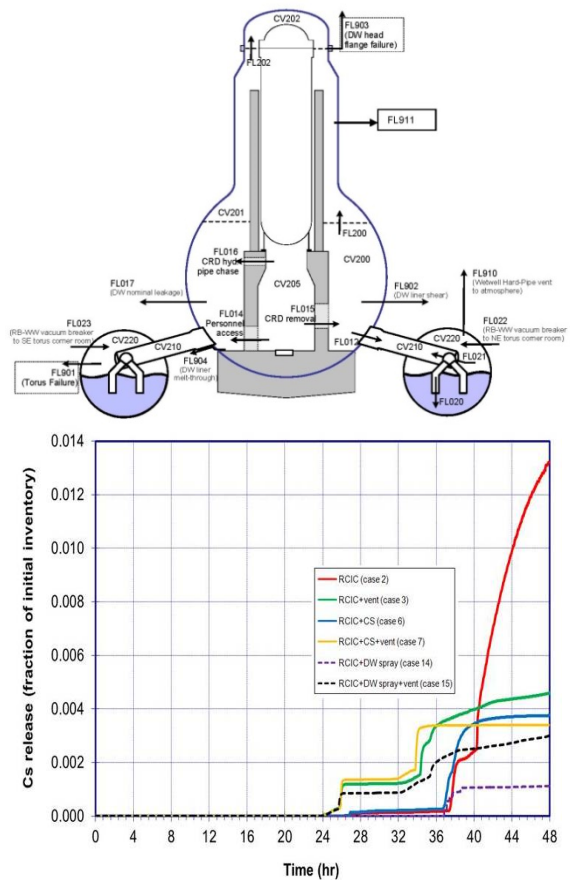 CV202
FL903
(DW head
flange failure)
FL202
FL911
CV201
FL200
FL016
CRD hyd
pipe chase
CV200
CV205
FL017
(DW nominal leakage)
FL014
Personnel
access
FL015
CRD removal
FL902
(DW liner shear)
FL910
(Wetwell Hard-Pipe vent
to atmosphere)
FL023
(RB-WW vacuum breaker
to SE torus corner room)
FL022
(RB-WW vacuum breaker
to NE torus corner room)
FL012
CV220
CV210
FL904
(DW liner
melt-through)
FL901
(Torus Failure)
CV210
CV220
FL021
FL020
Cs release (fraction of initial inventory)
0.014
0.012
0.010
0.008
0.006
0.004
0.002
0.000
RCIC (case 2)
RCIC+vent (case 3)
RCIC+CS (case 6)
RCIC+CS+vent (case 7)
RCIC+DW spray (case 14)
RCIC+DW spray+vent (case 15)
0 4 8 12 16 20 24 28 32 36 40 44 48
Time (hr)